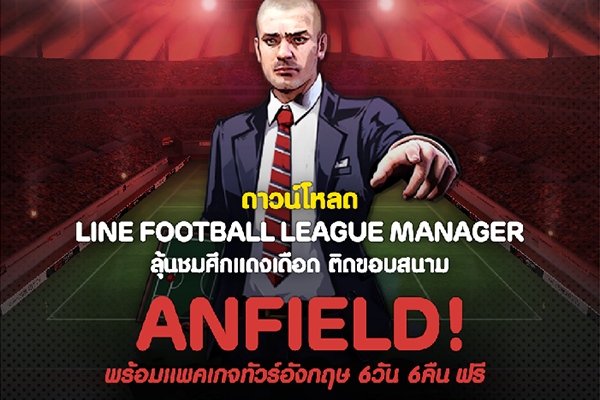 ดาวน์โหลด
LINE FOOTBALL LEAGUE MANAGER
ลุ้นชมศึกแดงเดือด ติดขอบสนาม
ANFIELD!
พร้อมแพคเกจทัวร์อังกฤษ 6วัน 6คืน ฟรี